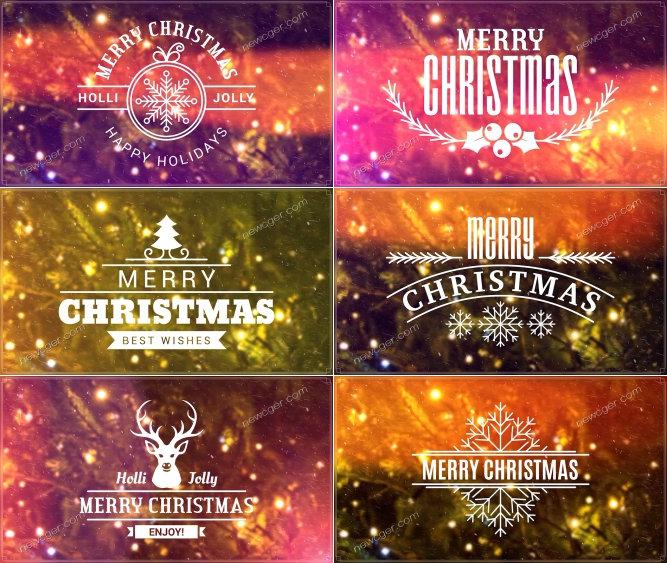 MERRY CHRISTMAS
HOLLI JOLLY
HAPPY HOLIDAYS
MERRY
CHRISTMAS
MERRY
CHRISTMAS
BEST WISHES
MERRY
CHRISTMAS
Holli Jolly
MERRY CHRISTMAS
ENJOY!
MERRY CHRISTMAS
newcger.com
newcger.com
newcger.com
newcger.com
newcger.com
newcger.com